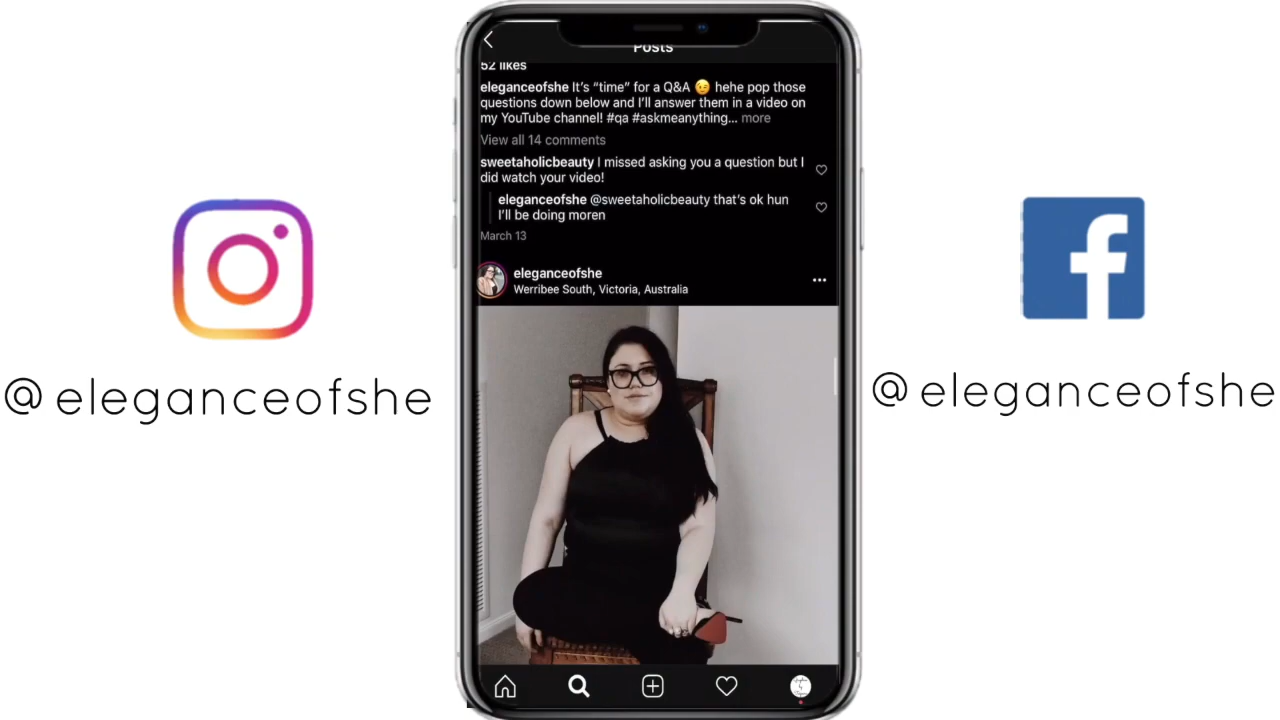 Posts
52 likes
eleganceofshe It's “time” for a Q&A 😉 hehe pop those
questions down below and I'll answer them in a video on
my YouTube channel! #qa #askmeanything... more
View all 14 comments
sweetaholicbeauty I missed asking you a question but I
did watch your video!
eleganceofshe @sweetaholicbeauty that's ok hun
I'll be doing moren
March 13
eleganceofshe
Werribee South, Victoria, Australia
@eleganceofshe
@eleganceofshe